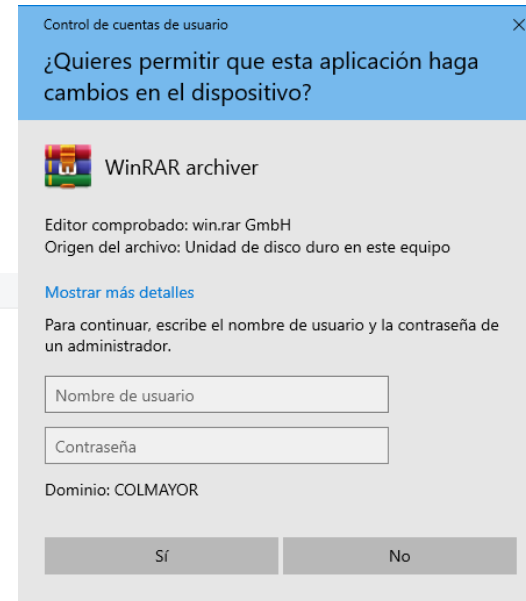 Control de cuentas de usuario
¿Quieres permitir que esta aplicación haga
cambios en el dispositivo?
WinRAR archiver
Editor comprobado: win.rar GmbH
Origen del archivo: Unidad de disco duro en este equipo
Mostrar más detalles
Para continuar, escribe el nombre de usuario y la contraseña de
un administrador.
Nombre de usuario
Contraseña
Dominio: COLMAYOR
Sí
No